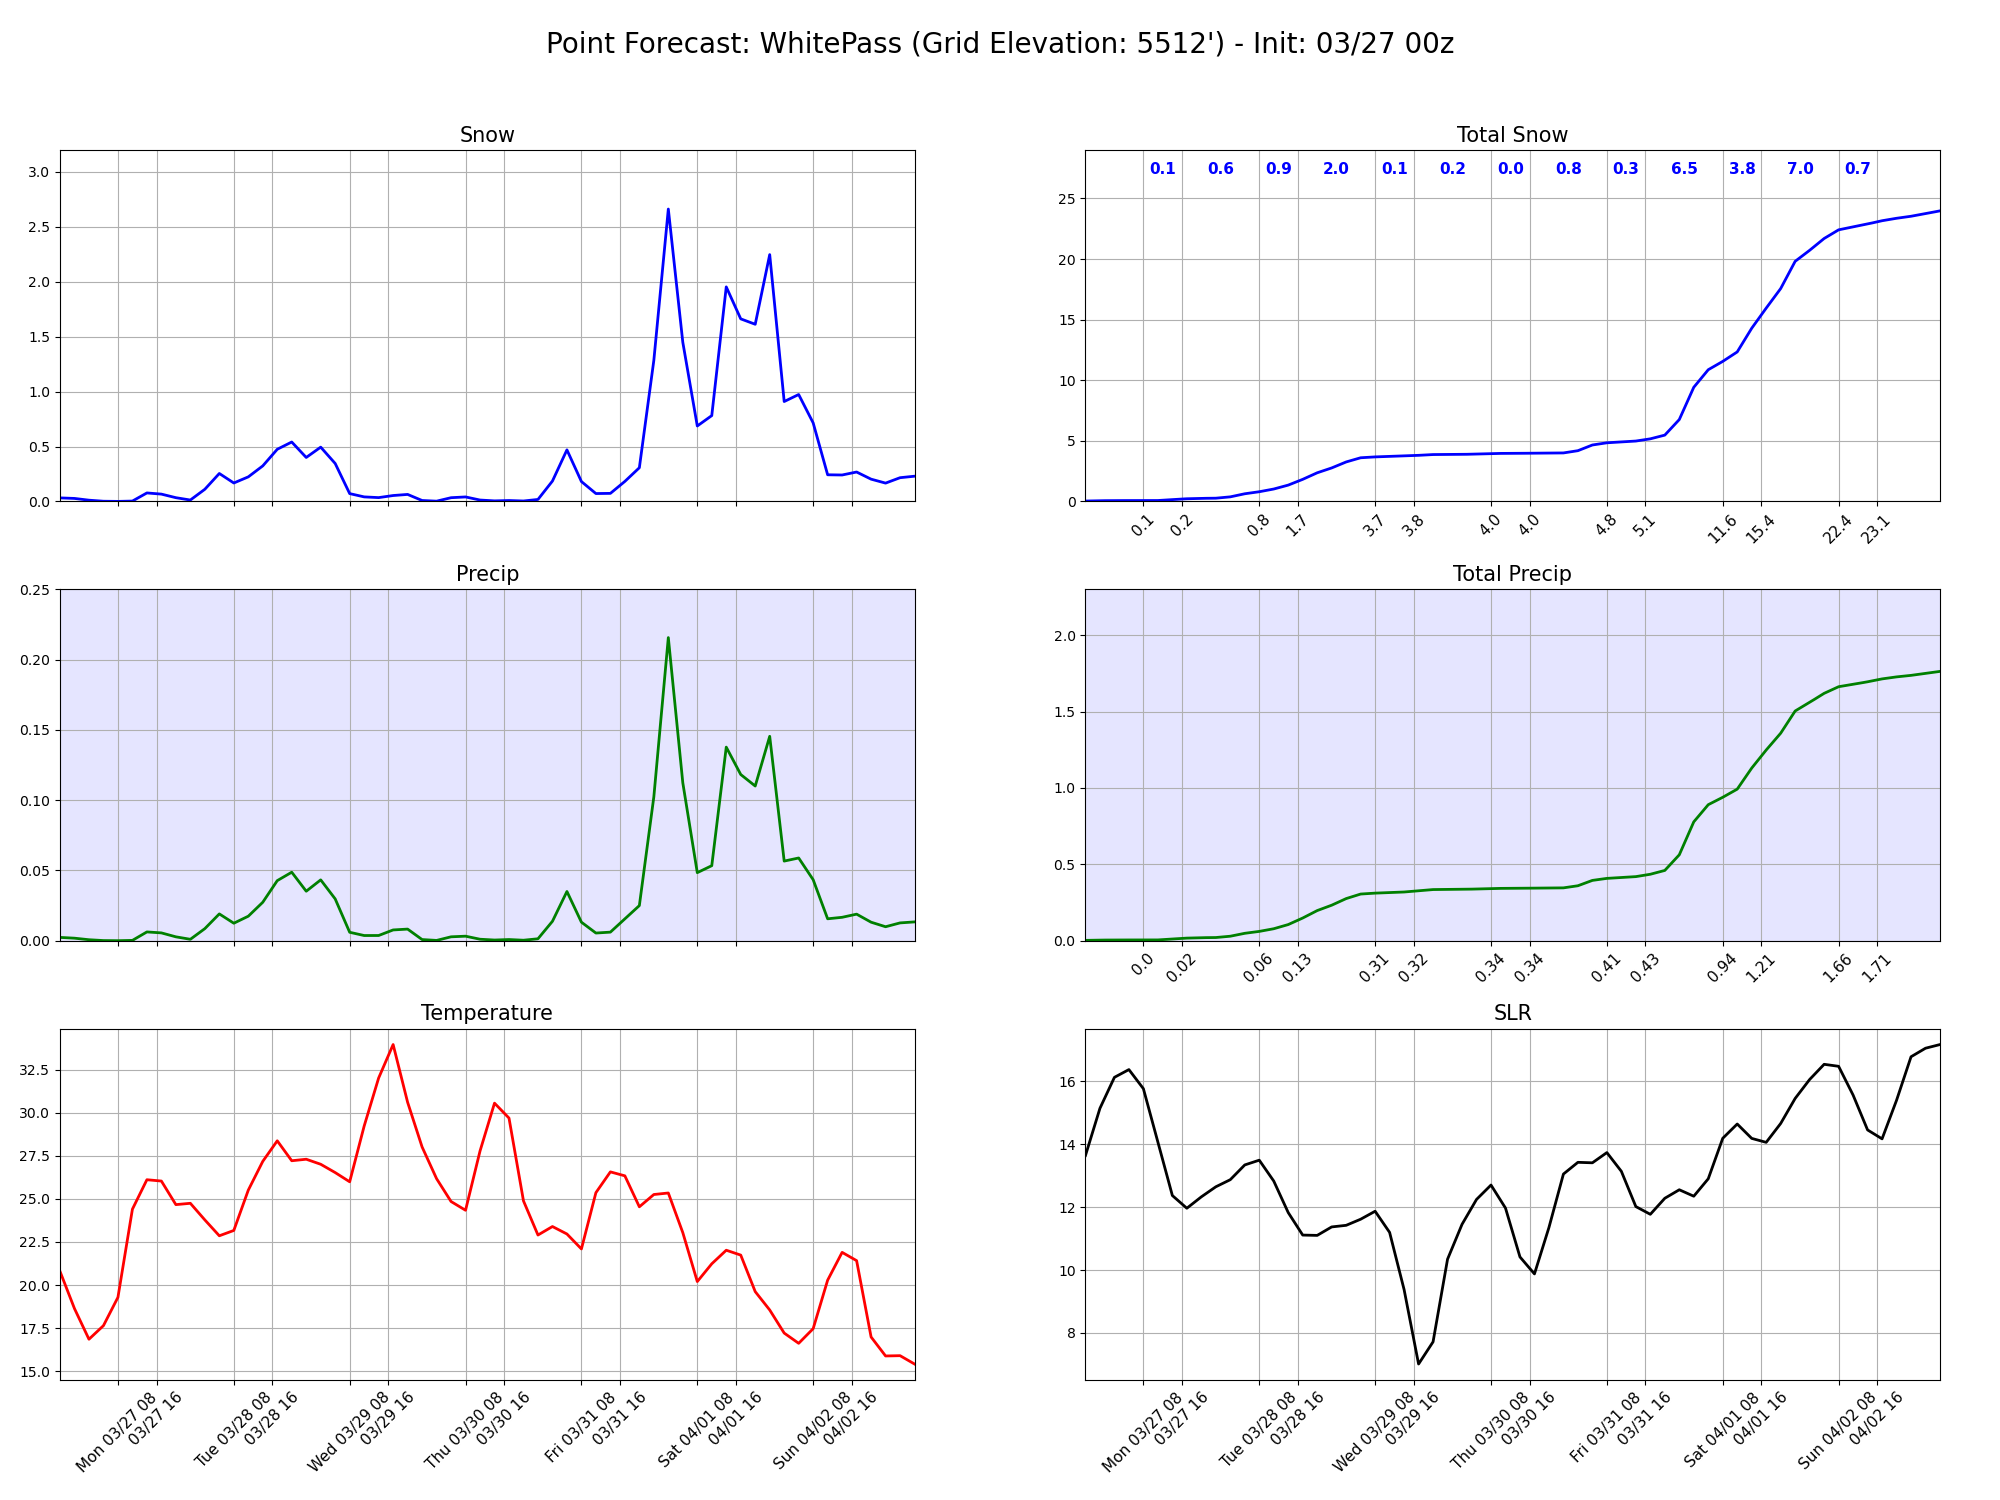 Point Forecast: WhitePass (Grid Elevation: 5512') - Init: 03/27 00z
Snow
3.0
2.5
2.0
1.5
1.0
0.5
0.0
Total Snow
0.1 0.6 0.9 2.0 0.1 0.2 0.0 0.8 0.3 6.5 3.8 7.0 0.7
25
20
15
10
5
0
0.1 0.2 0.8 1.7 3.7 3.8 4.0 4.0 4.8 5.1 11.6 15.4 22.4 23.1
Precip
0.25
0.20
0.15
0.10
0.05
0.00
Total Precip
2.0
1.5
1.0
0.5
0.0
0.0 0.02 0.06 0.13 0.31 0.32 0.34 0.34 0.41 0.43 0.94 1.21 1.66 1.71
Temperature
32.5
30.0
27.5
25.0
22.5
20.0
17.5
15.0
Mon 03/27 08
03/27 16
Tue 03/28 08
03/28 16
Wed 03/29 08
03/29 16
Thu 03/30 08
03/30 16
Fri 03/31 08
03/31 16
Sat 04/01 08
04/01 16
Sun 04/02 08
04/02 16
SLR
16
14
12
10
8
Mon 03/27 08
03/27 16
Tue 03/28 08
03/28 16
Wed 03/29 08
03/29 16
Thu 03/30 08
03/30 16
Fri 03/31 08
03/31 16
Sat 04/01 08
04/01 16
Sun 04/02 08
04/02 16